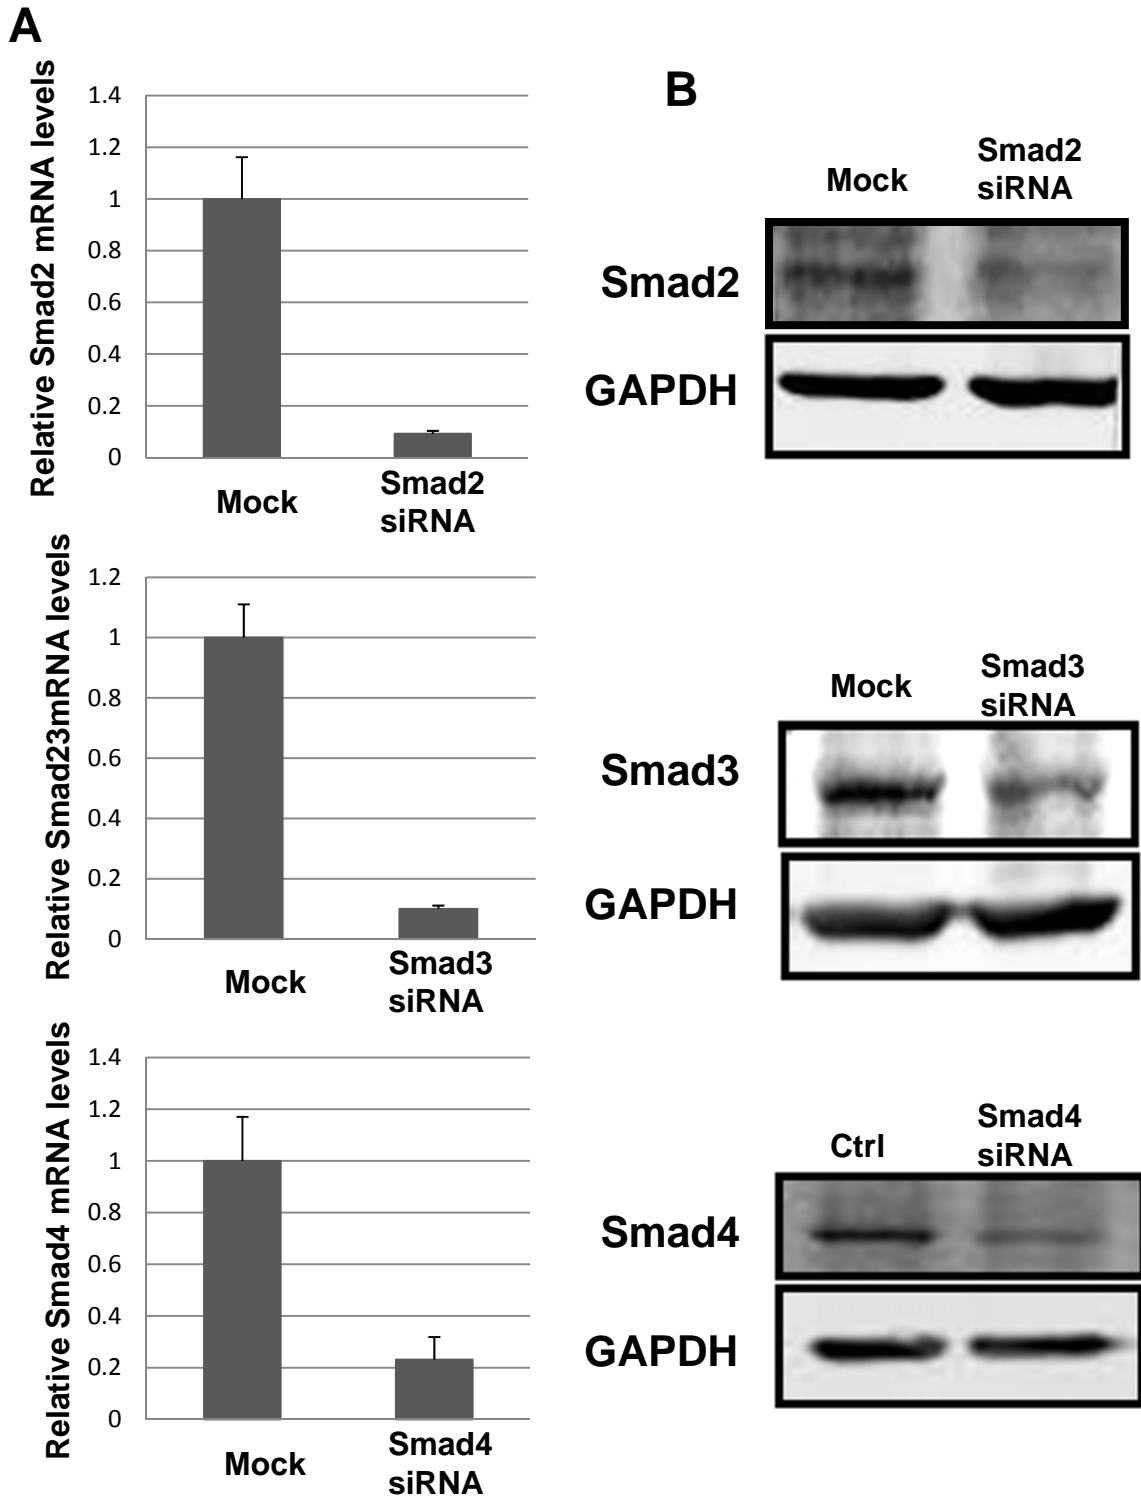 A
Relative Smad2 mRNA levels
1.4
1.2
1
0.8
0.6
0.4
0.2
0
Mock
Smad2
siRNA
Relative Smad23mRNA levels
1.2
1
0.8
0.6
0.4
0.2
0
Mock
Smad3
siRNA
Relative Smad4 mRNA levels
1.4
1.2
1
0.8
0.6
0.4
0.2
0
Mock
Smad4
siRNA
B
Mock
Smad2
siRNA
Smad2
GAPDH
Mock
Smad3
siRNA
Smad3
GAPDH
Ctrl
Smad4
siRNA
Smad4
GAPDH